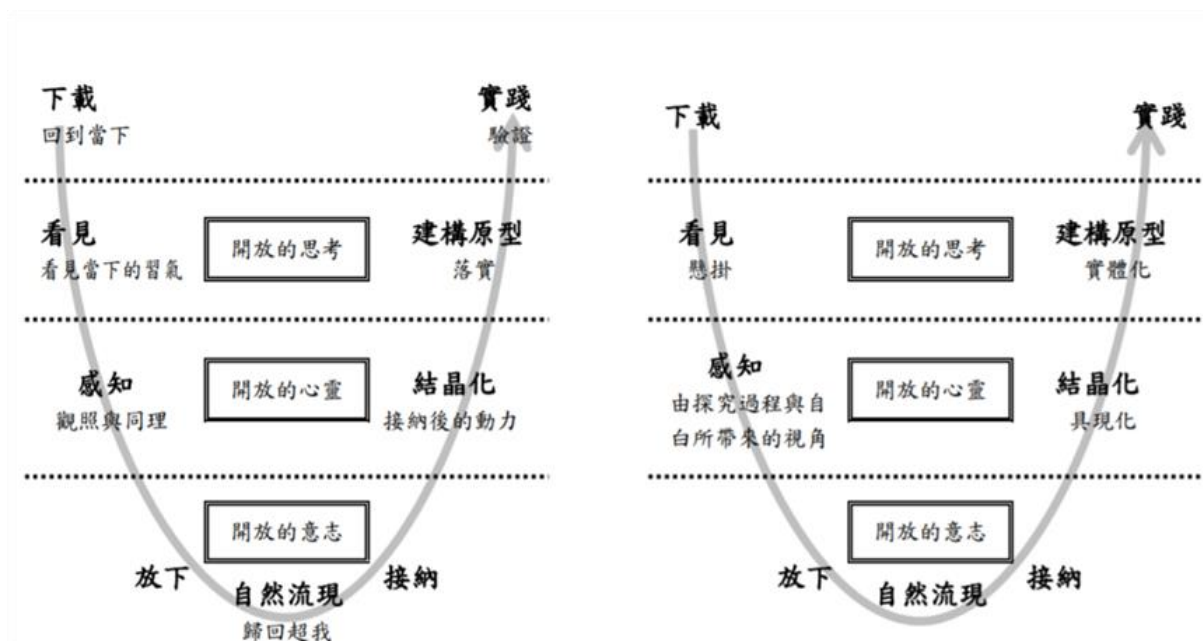 下載
回到當下
實踐
驗證
看見
看見當下的習氣
開放的思考
建構原型
落實
感知
觀照與同理
開放的心靈
結晶化
接納後的動力
開放的意志
放下
自然流現
歸回超我
接納
下載
實踐
看見
懸掛
開放的思考
建構原型
實體化
感知
由探究過程與自
白所帶來的視角
開放的心靈
結晶化
具現化
開放的意志
放下
自然流現
接納